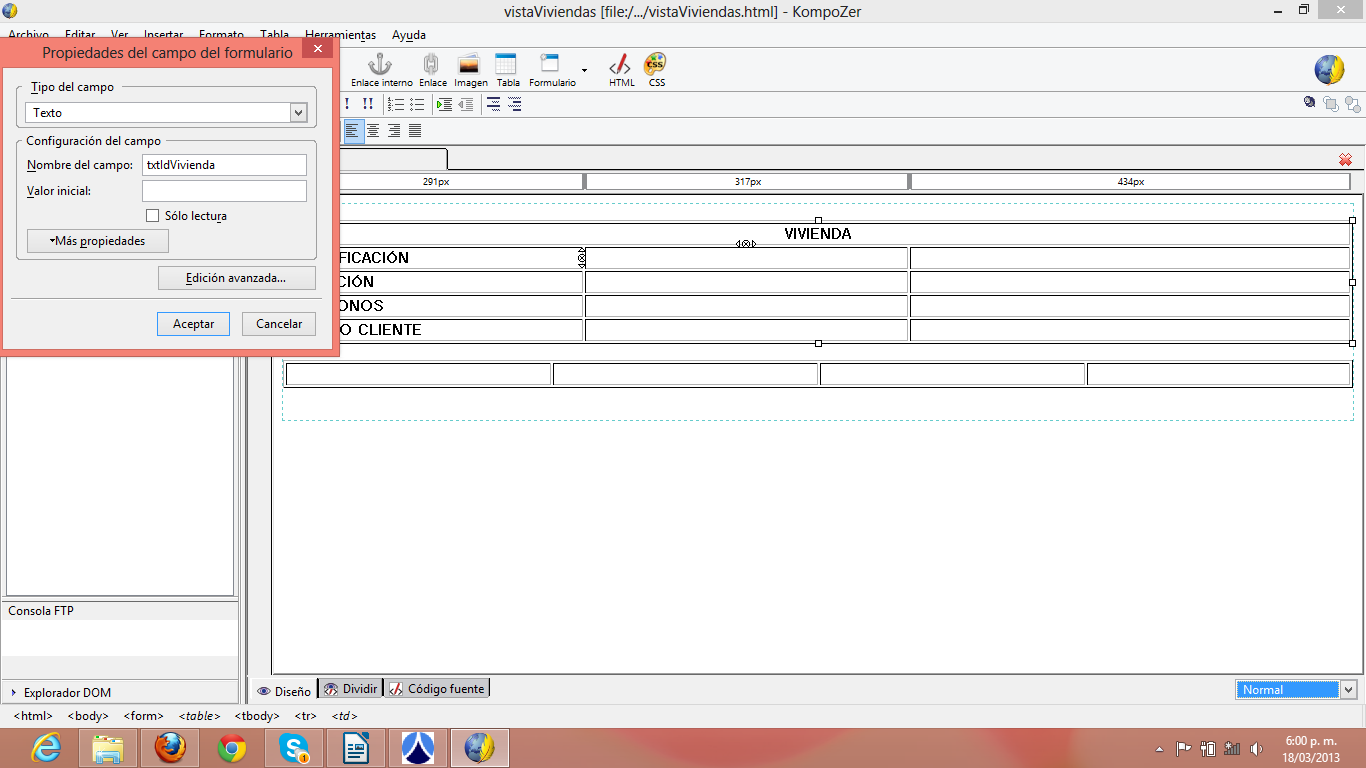 vistaViviendas [file:/.../vistaViviendas.html] - KompoZer
Archivo Editar Ver Insertar Formato Tabla Herramientas Ayuda
Propiedades del campo del formulario
Tipo del campo
Texto
Configuración del campo
Nombre del campo: txtIdVivienda
Valor inicial:
Sólo lectura
Más propiedades
Edición avanzada...
Aceptar Cancelar
Enlace interno Enlace Imagen Tabla Formulario HTML CSS
! !!
291px 317px 434px
VIVIENDA
FICACIÓN
CIÓN
ONOS
O CLIENTE
Consola FTP
Explorador DOM
Diseño Dividir Código fuente
Normal
<html> <body> <form> <table> <tbody> <tr> <td>
1
6:00 p. m.
18/03/2013